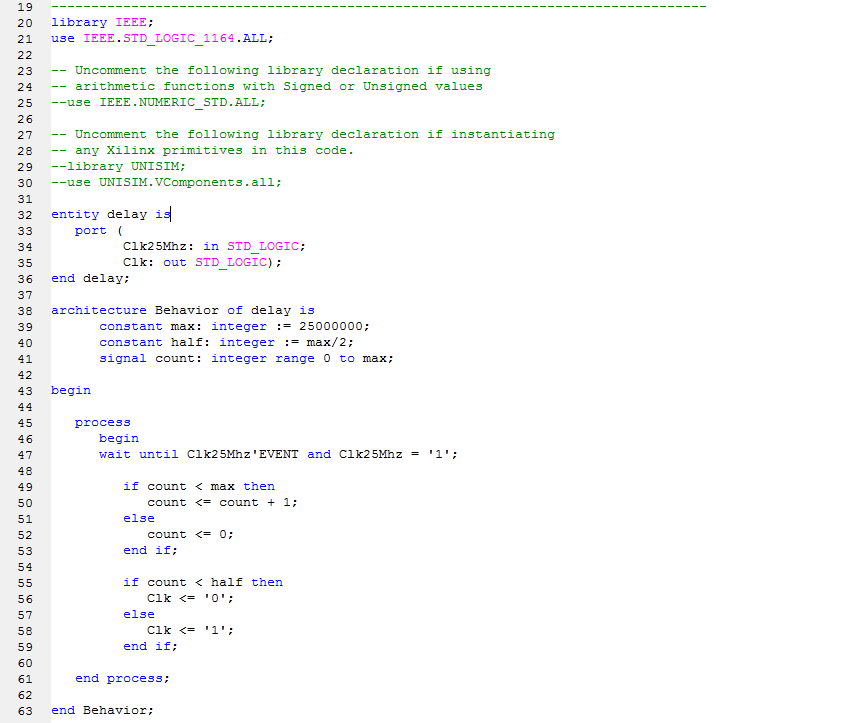 19 ----------------------------------------------------------------------------------
20 library IEEE;
21 use IEEE.STD_LOGIC_1164.ALL;
22
23 -- Uncomment the following library declaration if using
24 -- arithmetic functions with Signed or Unsigned values
25 --use IEEE.NUMERIC_STD.ALL;
26
27 -- Uncomment the following library declaration if instantiating
28 -- any Xilinx primitives in this code.
29 --library UNISIM;
30 --use UNISIM.VComponents.all;
31
32 entity delay is
33    port (
34          Clk25Mhz: in STD_LOGIC;
35          Clk: out STD_LOGIC);
36 end delay;
37
38 architecture Behavior of delay is
39       constant max: integer := 25000000;
40       constant half: integer := max/2;
41       signal count: integer range 0 to max;
42
43 begin
44
45    process
46       begin
47       wait until Clk25Mhz'EVENT and Clk25Mhz = '1';
48
49          if count < max then
50             count <= count + 1;
51          else
52             count <= 0;
53          end if;
54
55          if count < half then
56             Clk <= '0';
57          else
58             Clk <= '1';
59          end if;
60
61    end process;
62
63 end Behavior;